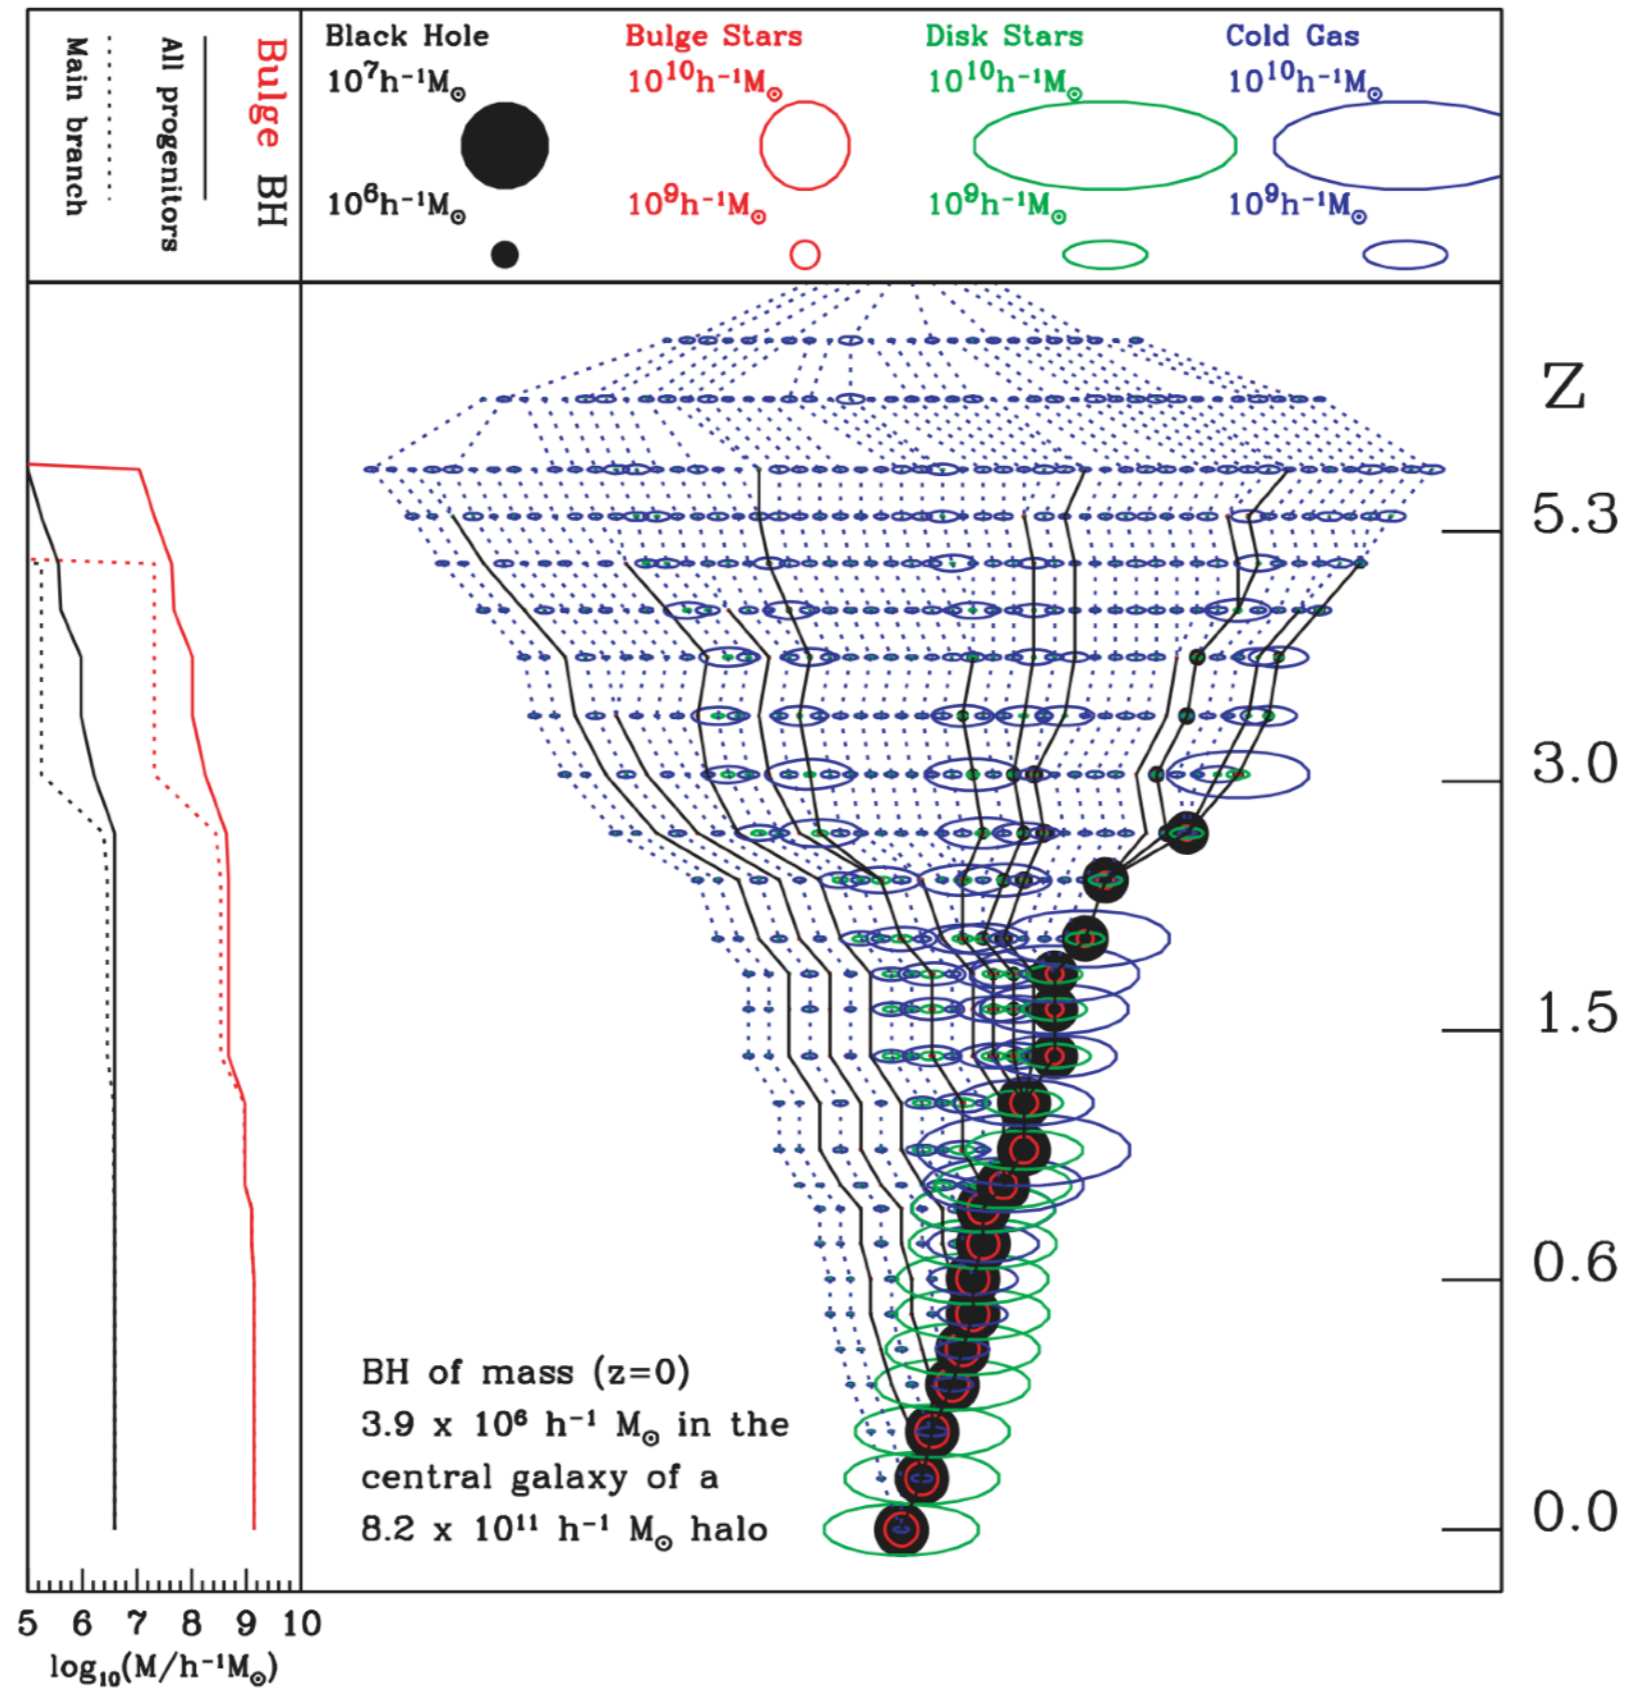 Main branch
All progenitors
Bulge BH
Black Hole
10⁷h⁻¹M⊙
10⁶h⁻¹M⊙
Bulge Stars
10¹⁰h⁻¹M⊙
10⁹h⁻¹M⊙
Disk Stars
10¹⁰h⁻¹M⊙
10⁹h⁻¹M⊙
Cold Gas
10¹⁰h⁻¹M⊙
10⁹h⁻¹M⊙
Z
5.3
3.0
1.5
0.6
0.0
BH of mass (z=0)
3.9 x 10⁶ h⁻¹ M⊙ in the
central galaxy of a
8.2 x 10¹¹ h⁻¹ M⊙ halo
5 6 7 8 9 10
log₁₀(M/h⁻¹M⊙)